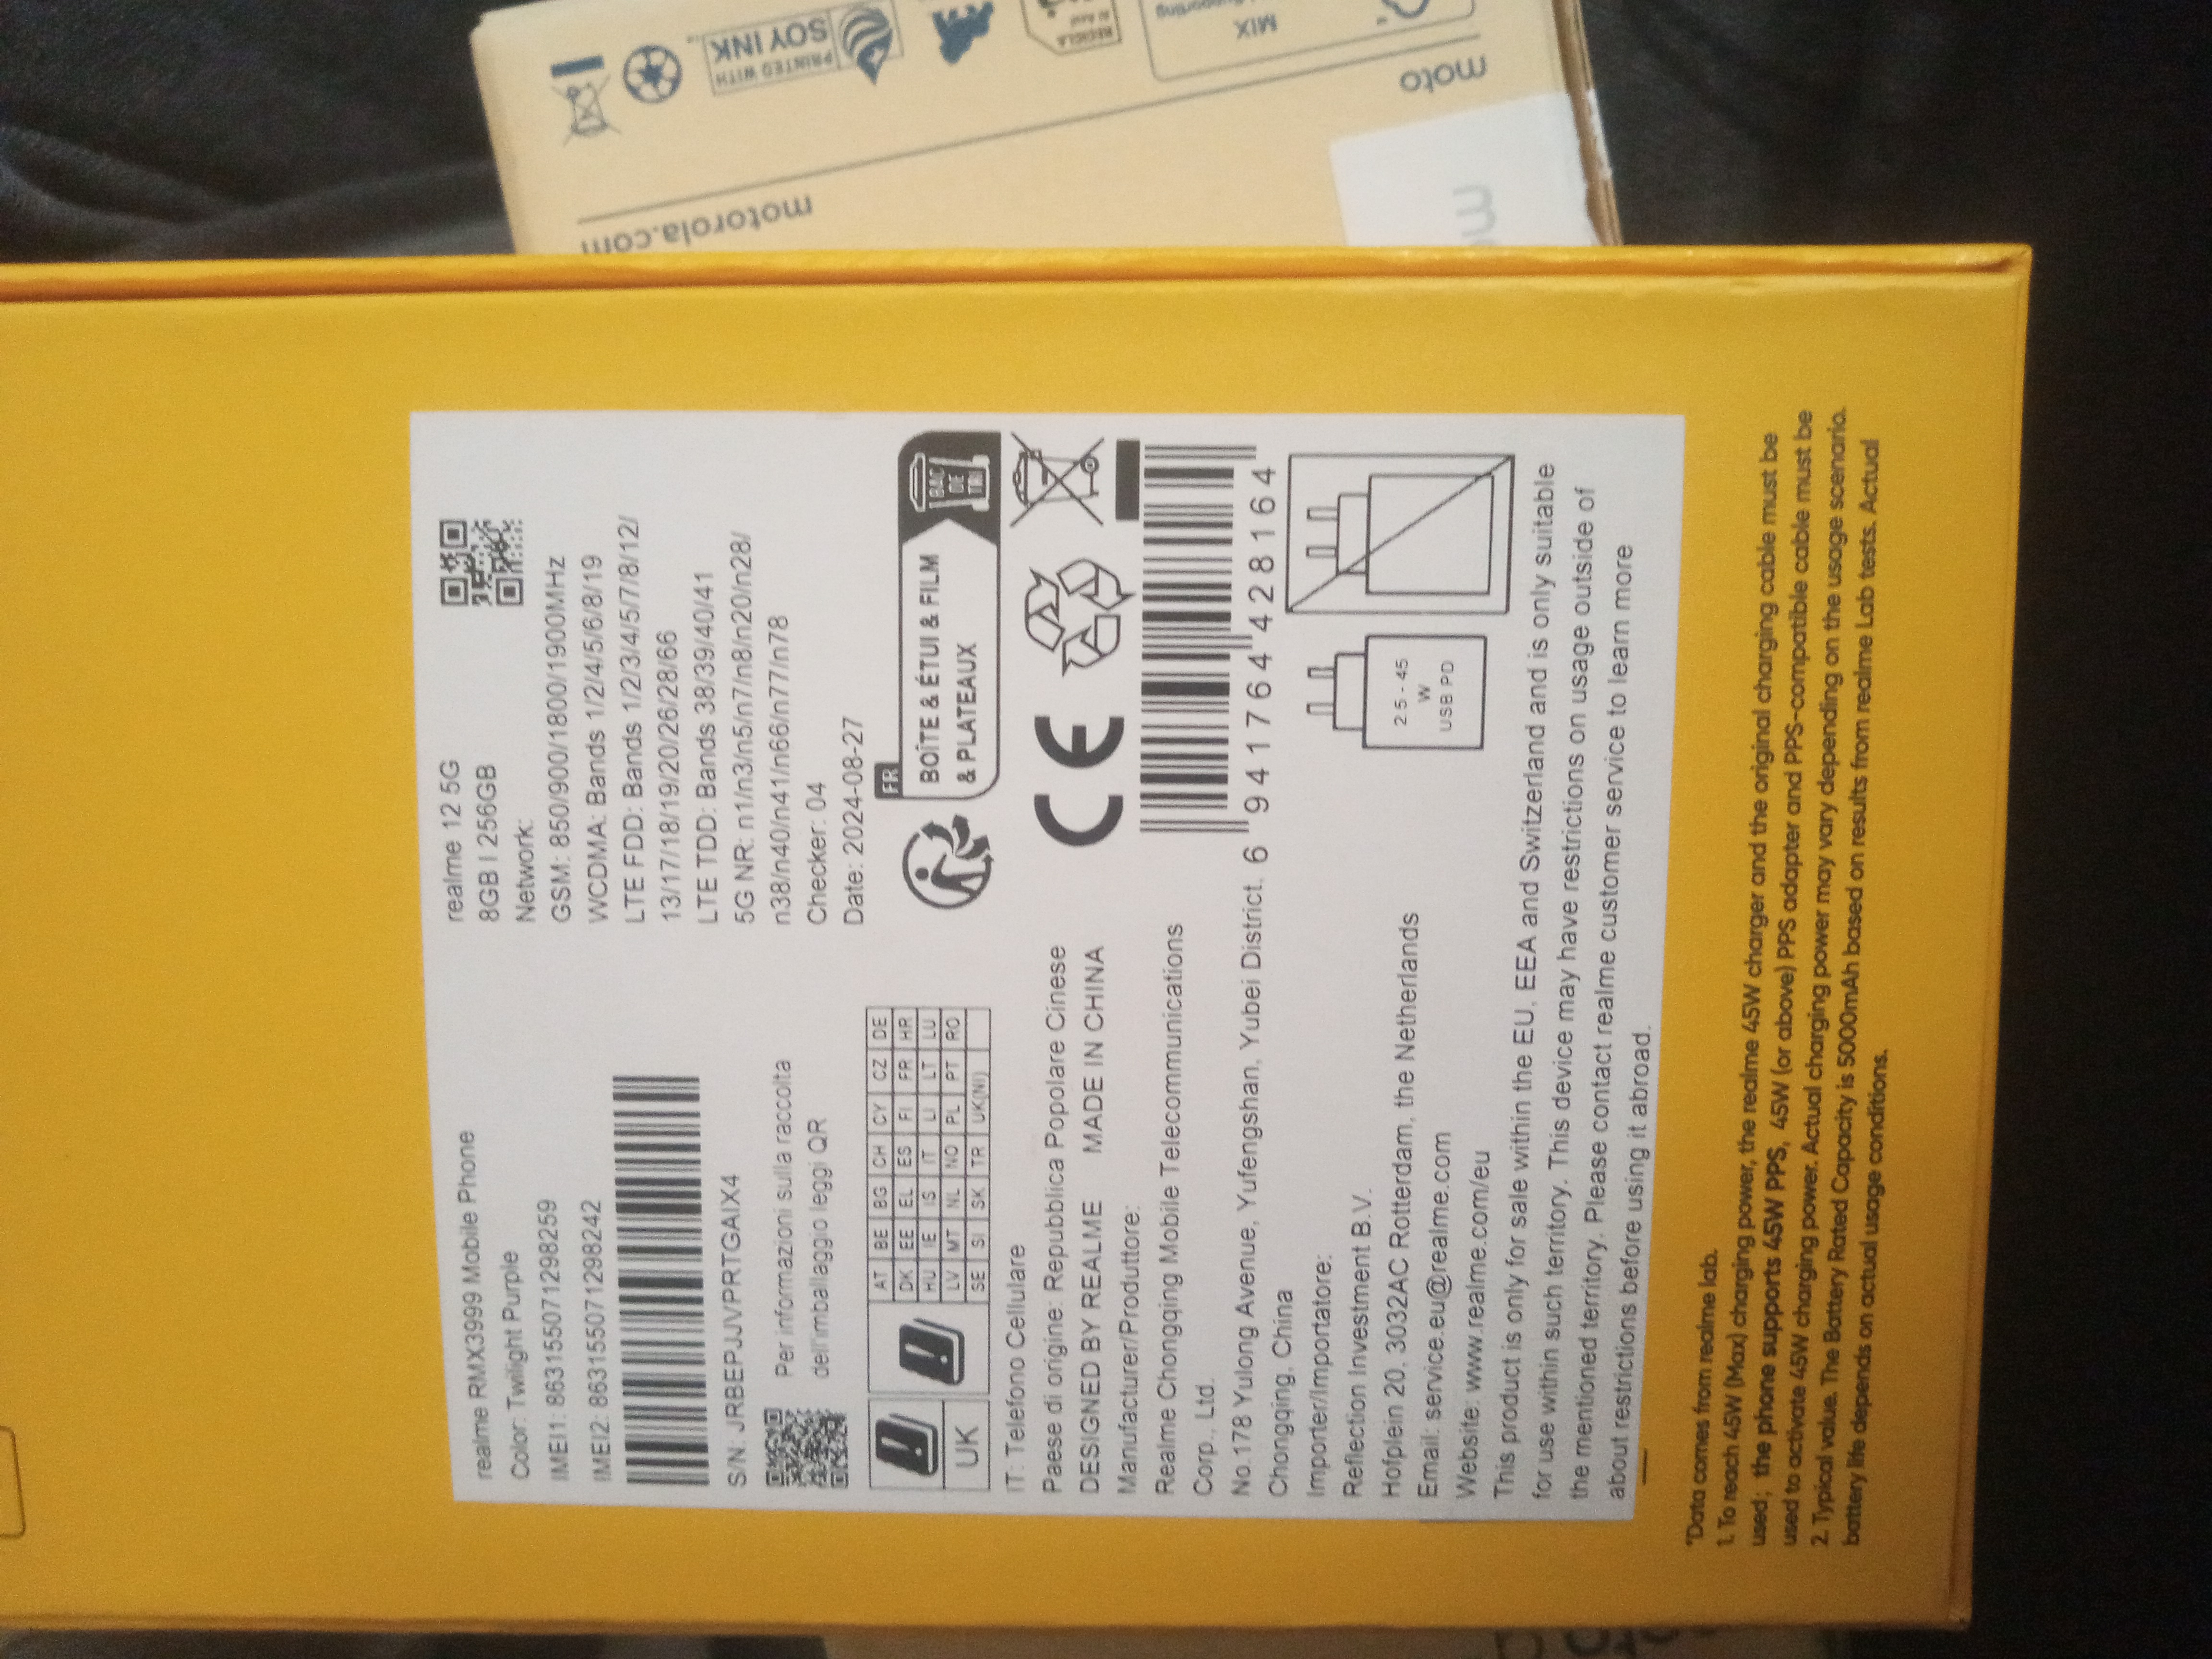 realme RMX3999 Mobile Phone
Color: Twilight Purple
IMEI1: 863155071298259
IMEI2: 863155071298242
S/N: JRBEPJJVPRTGAIX4
Per informazioni sulla raccolta
dell'imballaggio leggi QR
realme 12 5G
8GB | 256GB
Network:
GSM: 850/900/1800/1900MHz
WCDMA: Bands 1/2/4/5/6/8/19
LTE FDD: Bands 1/2/3/4/5/7/8/12/
13/17/18/19/20/26/28/66
LTE TDD: Bands 38/39/40/41
5G NR: n1/n3/n5/n7/n8/n20/n28/
n38/n40/n41/n66/n77/n78
Checker: 04
Date: 2024-08-27
UK
AT BE BG CH CY CZ DE
DK EE EL ES FI FR HR
HU IE IS IT LI LT LU
LV MT NL NO PL PT RO
SE SI SK TR UK(NI)
FR
BOÎTE & ÉTUI & FILM
& PLATEAUX
BAC
DE
TRI
IT: Telefono Cellulare
Paese di origine: Repubblica Popolare Cinese
DESIGNED BY REALME MADE IN CHINA
Manufacturer/Produttore:
Realme Chongqing Mobile Telecommunications
Corp., Ltd.
No.178 Yulong Avenue, Yufengshan, Yubei District,
Chongqing, China
CE
6 941764 428164
Importer/Importatore:
Reflection Investment B.V.
Hofplein 20, 3032AC Rotterdam, the Netherlands
Email: service.eu@realme.com
Website: www.realme.com/eu
25-45
W
USB PD
This product is only for sale within the EU, EEA and Switzerland and is only suitable
for use within such territory. This device may have restrictions on usage outside of
the mentioned territory. Please contact realme customer service to learn more
about restrictions before using it abroad.
*Data comes from realme lab.
1. To reach 45W (Max) charging power, the realme 45W charger and the original charging cable must be
used; the phone supports 45W PPS, 45W (or above) PPS adapter and PPS-compatible cable must be
used to activate 45W charging power. Actual charging power may vary depending on the usage scenario.
2. Typical value. The Battery Rated Capacity is 5000mAh based on results from realme Lab tests. Actual
battery life depends on actual usage conditions.
motorola.com
PRINTED WITH
SOY INK
RECICLA
MIX
moto